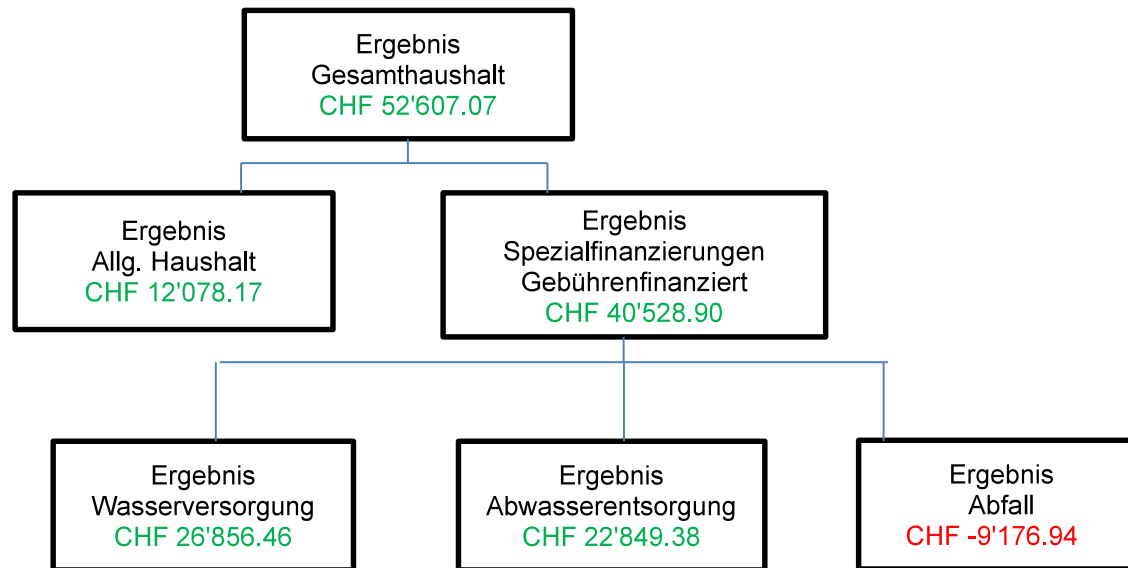 Ergebnis
Gesamthaushalt
CHF 52'607.07
Ergebnis
Allg. Haushalt
CHF 12'078.17
Ergebnis
Spezialfinanzierungen
Gebührenfinanziert
CHF 40'528.90
Ergebnis
Wasserversorgung
CHF 26'856.46
Ergebnis
Abwasserentsorgung
CHF 22'849.38
Ergebnis
Abfall
CHF -9'176.94